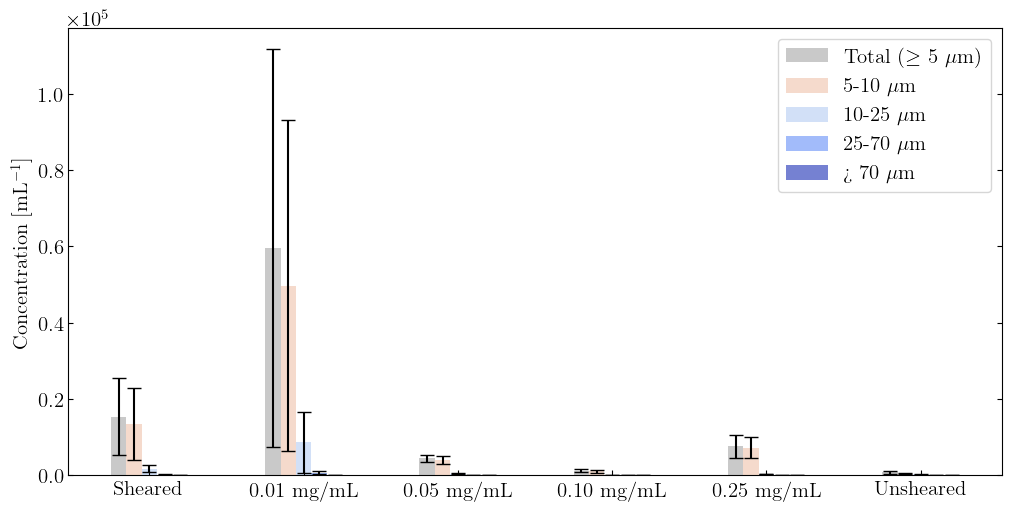 ×10⁵
Concentration [mL⁻¹]
1.0
0.8
0.6
0.4
0.2
0.0
Total (≥ 5 μm)
5-10 μm
10-25 μm
25-70 μm
¿ 70 μm
Sheared
0.01 mg/mL
0.05 mg/mL
0.10 mg/mL
0.25 mg/mL
Unsheared